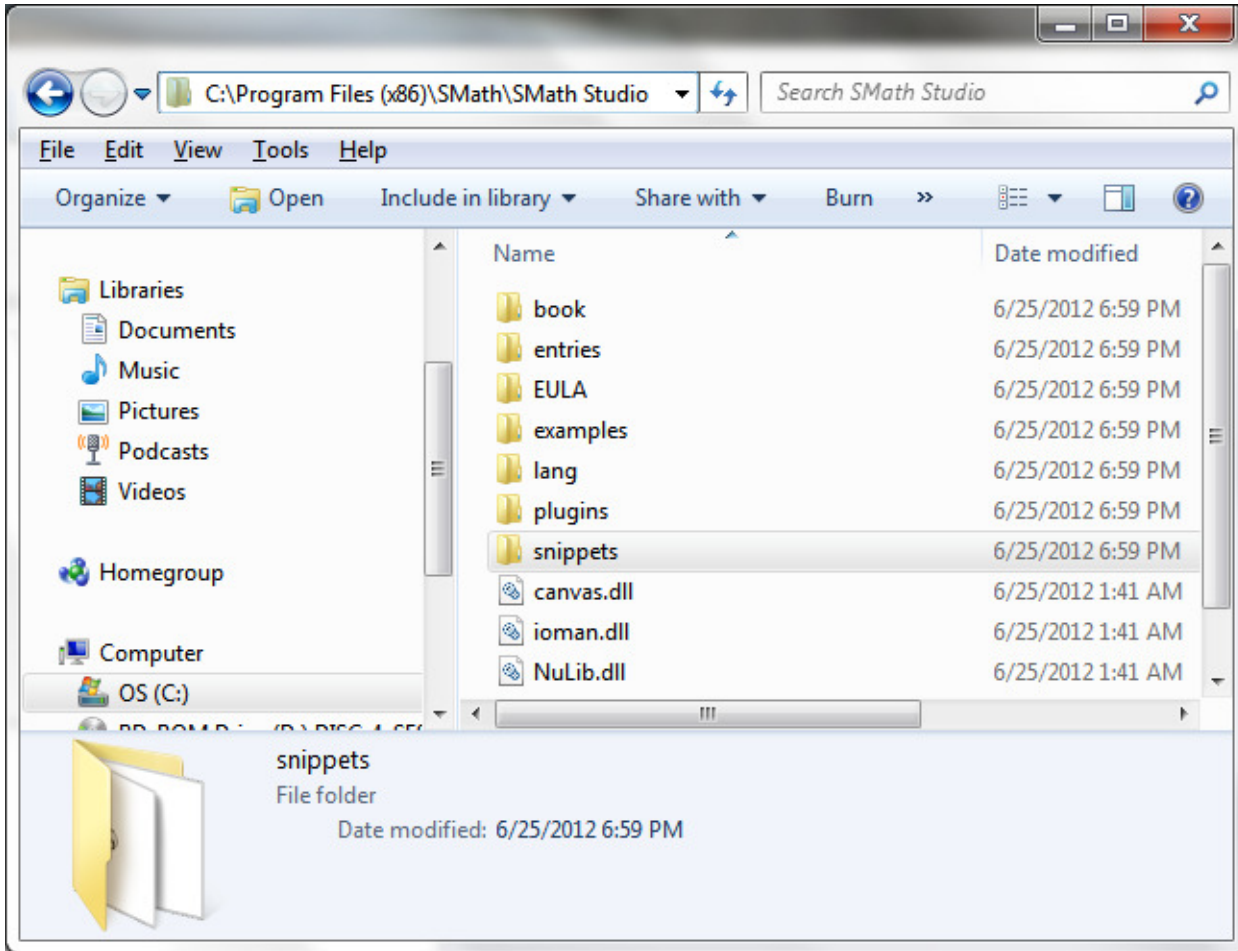 C:\Program Files (x86)\SMath\SMath Studio
Search SMath Studio
File Edit View Tools Help
Organize Open Include in library Share with Burn »
Name Date modified
Libraries
Documents
Music
Pictures
Podcasts
Videos
Homegroup
Computer
OS (C:)
book 6/25/2012 6:59 PM
entries 6/25/2012 6:59 PM
EULA 6/25/2012 6:59 PM
examples 6/25/2012 6:59 PM
lang 6/25/2012 6:59 PM
plugins 6/25/2012 6:59 PM
snippets 6/25/2012 6:59 PM
canvas.dll 6/25/2012 1:41 AM
ioman.dll 6/25/2012 1:41 AM
NuLib.dll 6/25/2012 1:41 AM
snippets
File folder
Date modified: 6/25/2012 6:59 PM